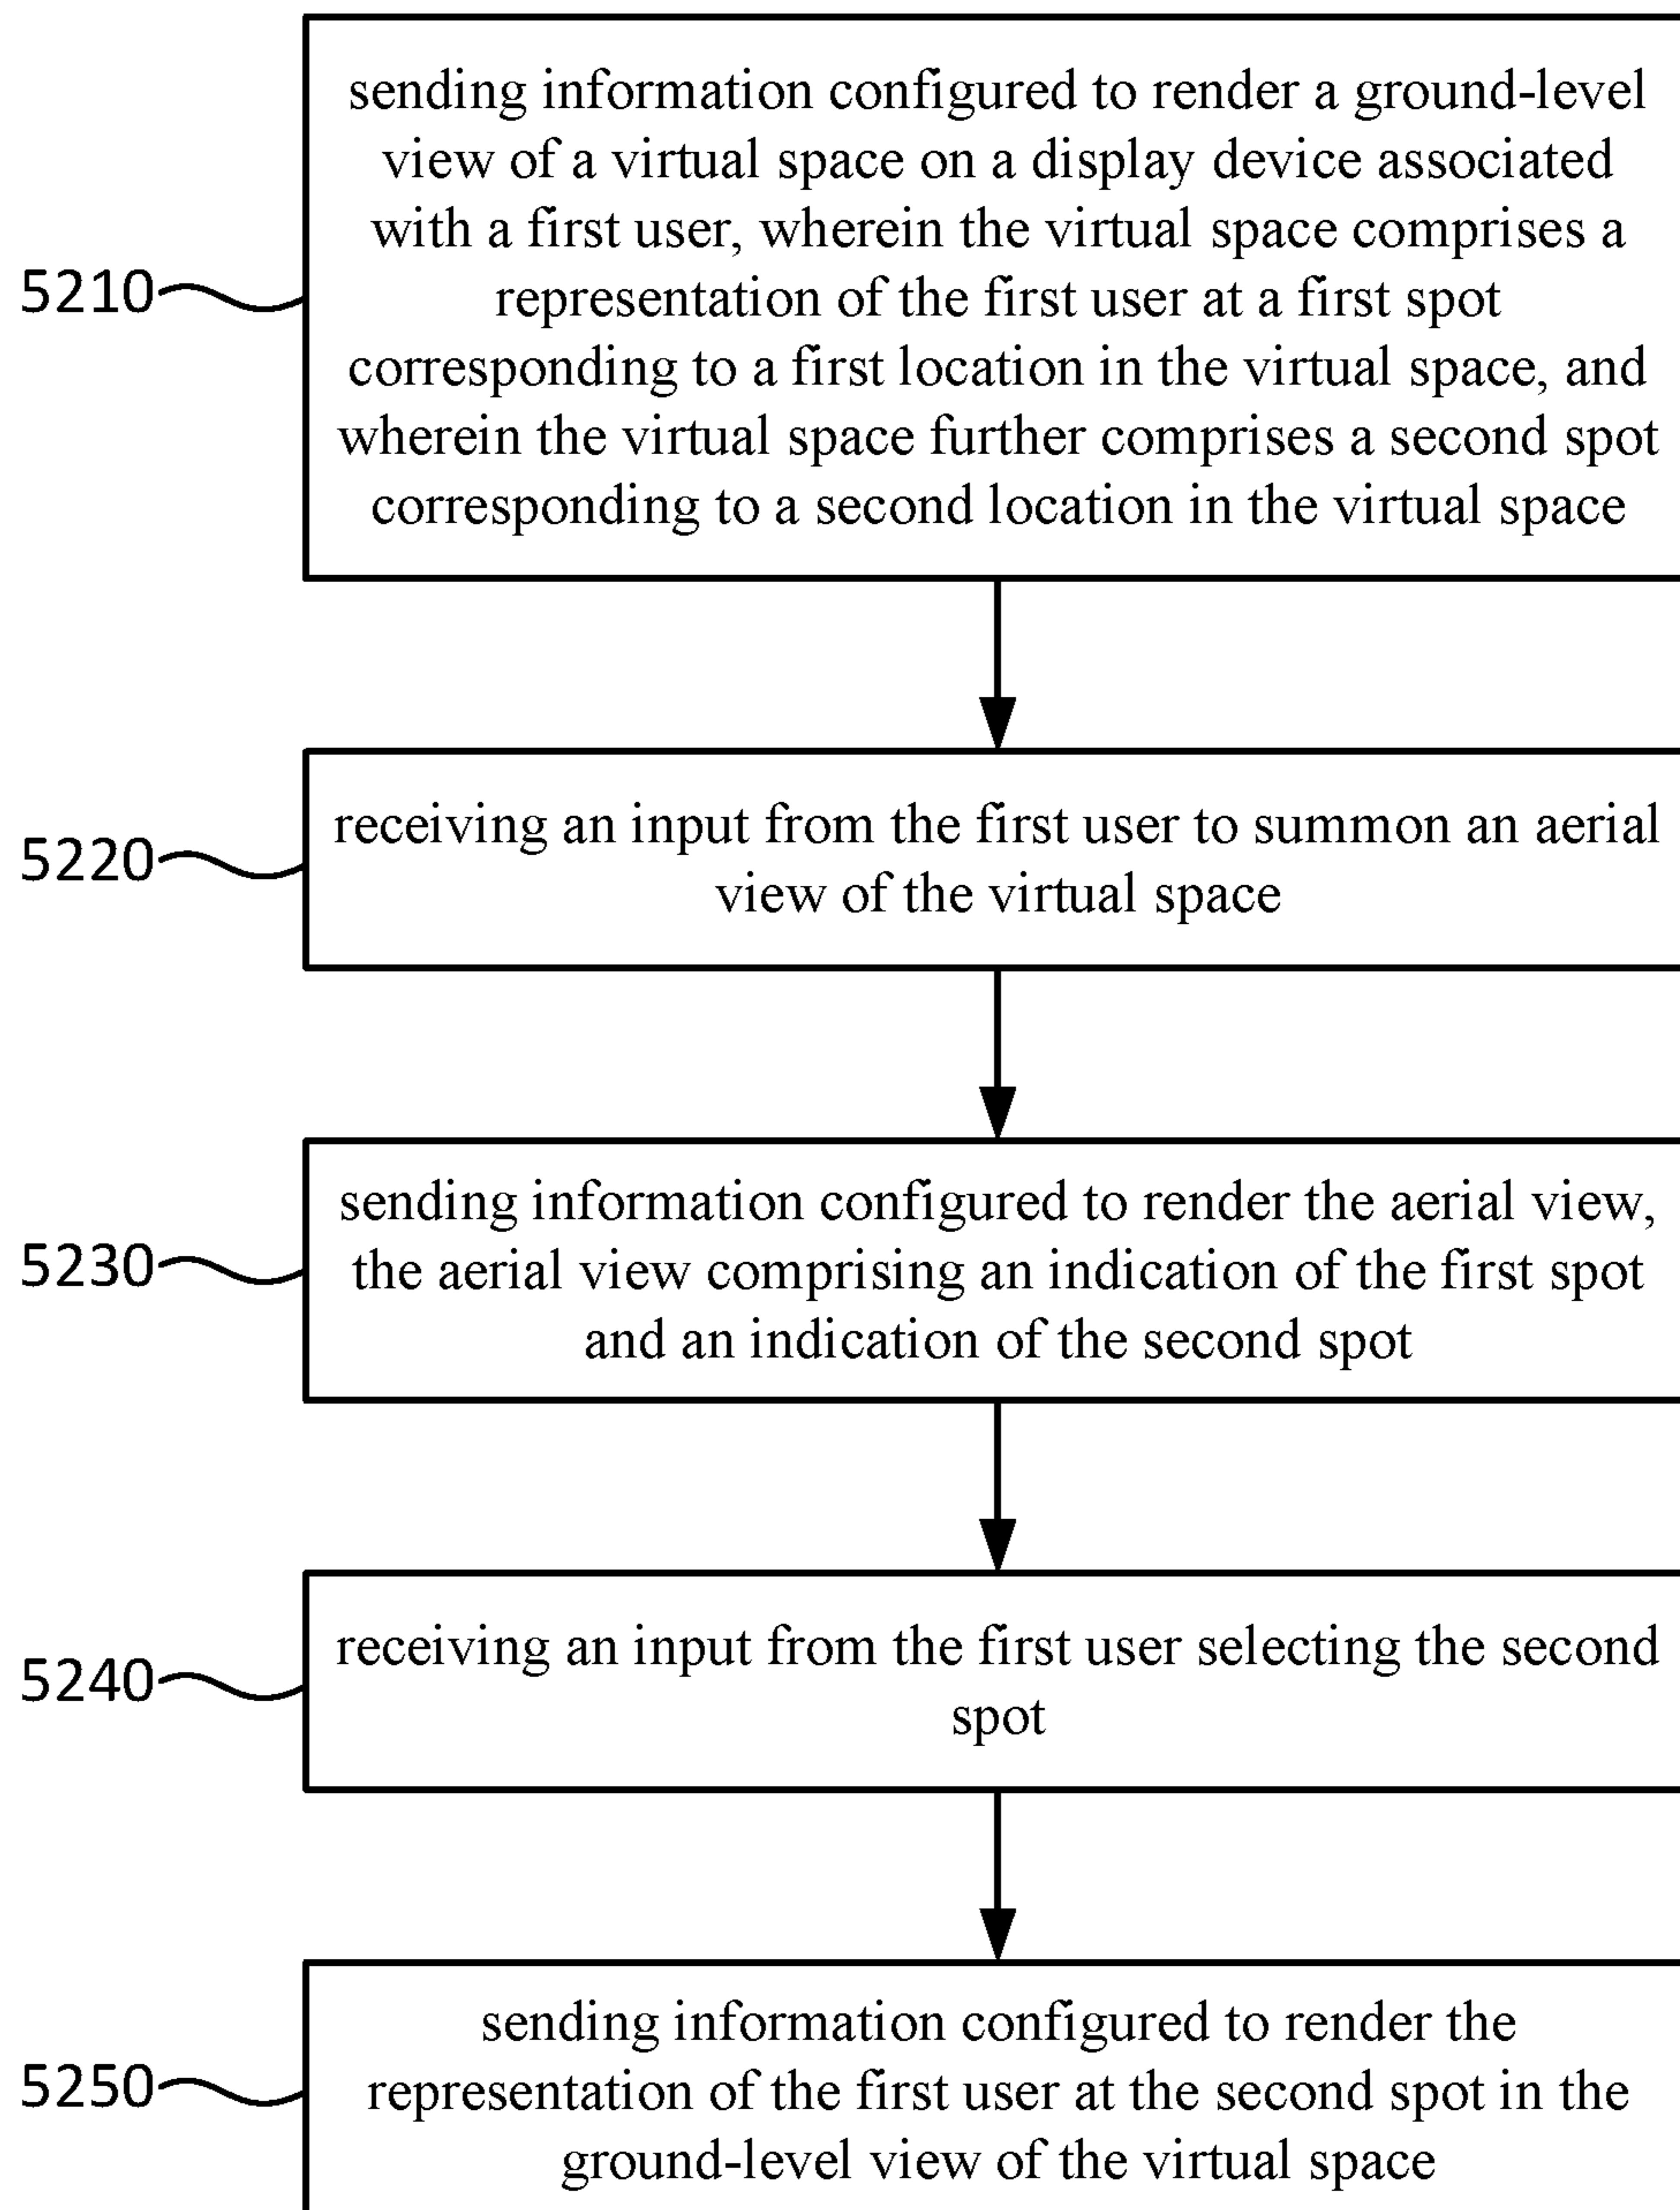 sending information configured to render a ground-level
view of a virtual space on a display device associated
with a first user, wherein the virtual space comprises a
representation of the first user at a first spot
corresponding to a first location in the virtual space, and
wherein the virtual space further comprises a second spot
corresponding to a second location in the virtual space
5210
receiving an input from the first user to summon an aerial
view of the virtual space
5220
sending information configured to render the aerial view,
the aerial view comprising an indication of the first spot
and an indication of the second spot
5230
receiving an input from the first user selecting the second
spot
5240
sending information configured to render the
representation of the first user at the second spot in the
ground-level view of the virtual space
5250